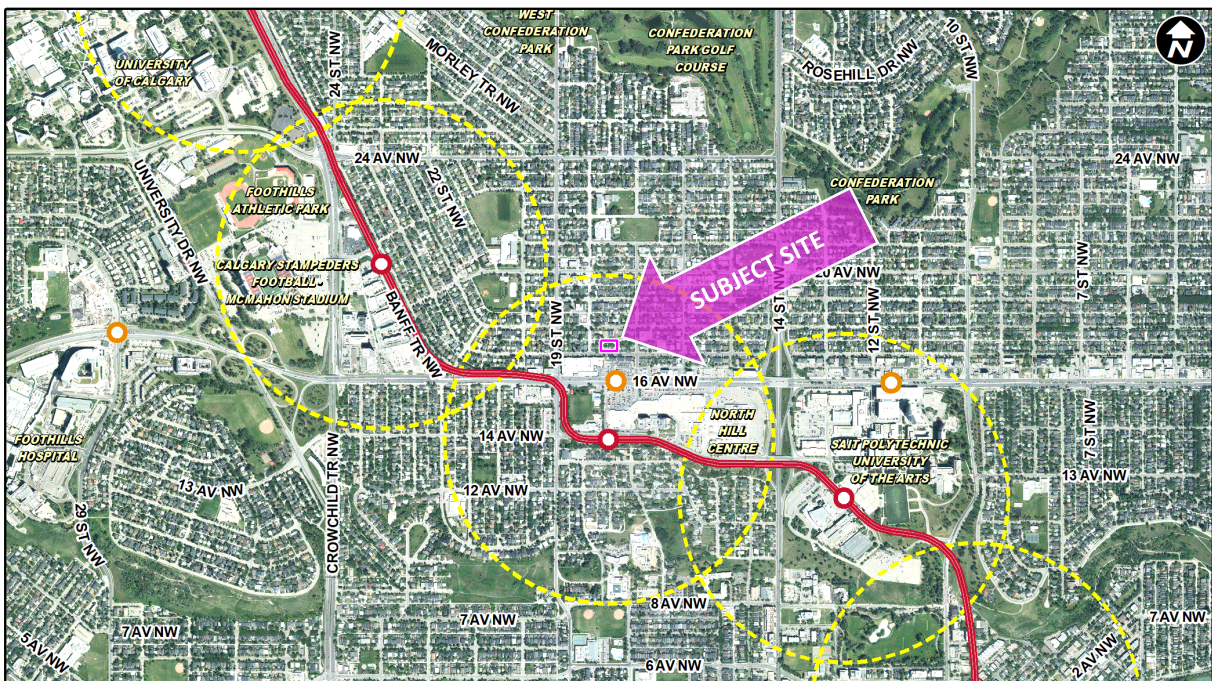 WEST
CONFEDERATION
PARK
CONFEDERATION
PARK GOLF
COURSE
10 ST NW
N
UNIVERSITY
OF CALGARY
24 ST NW
MORLEY TR NW
ROSEHILL DR NW
24 AV NW
24 AV NW
UNIVERSITY DR NW
FOOTHILLS
ATHLETIC PARK
22 ST NW
CONFEDERATION
PARK
CALGARY STAMPEDERS
FOOTBALL -
MCMAHON STADIUM
SUBJECT SITE
20 AV NW
7 ST NW
BANFF TR NW
19 ST NW
14 ST NW
12 ST NW
16 AV NW
FOOTHILLS
HOSPITAL
14 AV NW
NORTH
HILL
CENTRE
SAIT POLYTECHNIC
UNIVERSITY
OF THE ARTS
7 ST NW
13 AV NW
12 AV NW
13 AV NW
CROWCHILD TR NW
29 ST NW
8 AV NW
7 AV NW
7 AV NW
7 AV NW
5 AV NW
6 AV NW
2 AV NW